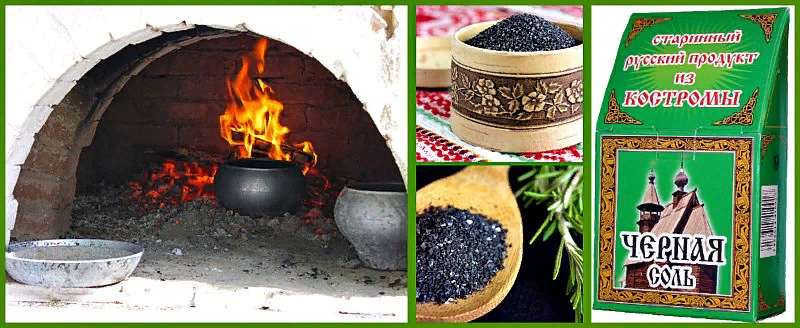 старинный
русский продукт
из
КОСТРОМЫ
ЧЕРНАЯ
СОЛЬ